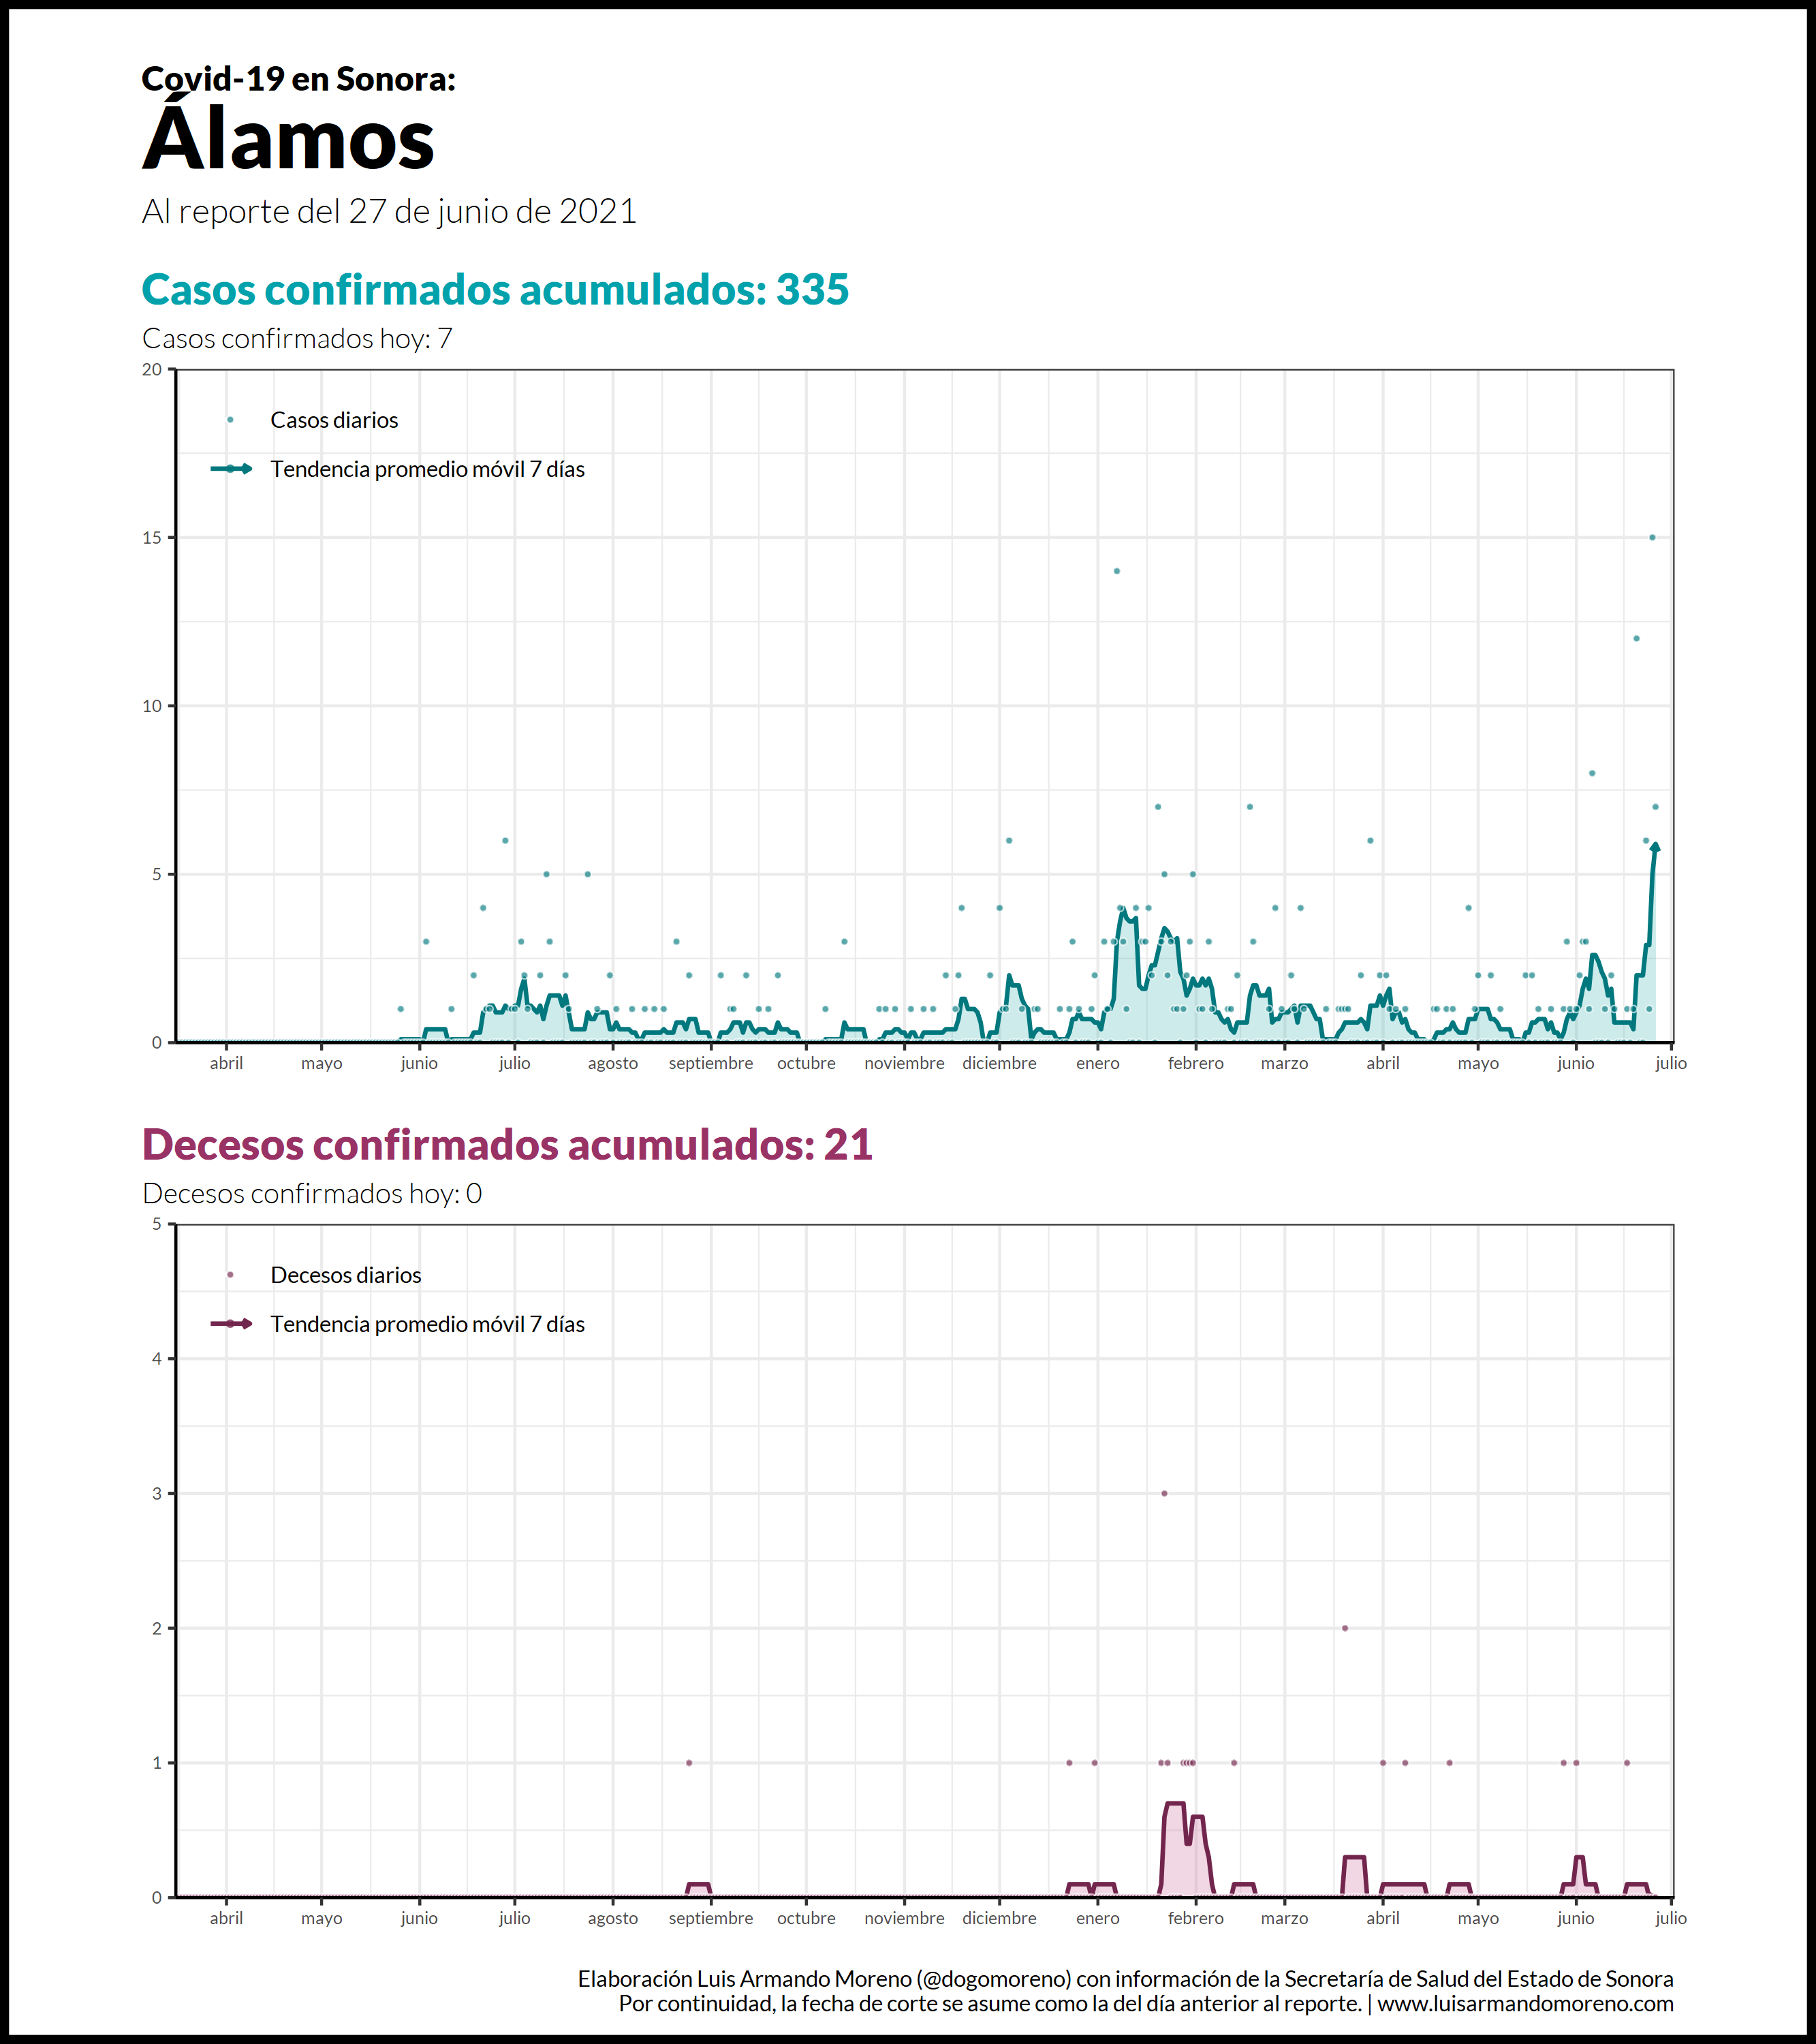 Covid-19 en Sonora:
Álamos
Al reporte del 27 de junio de 2021
Casos confirmados acumulados: 335
Casos confirmados hoy: 7
20
15
10
5
0
Casos diarios
Tendencia promedio móvil 7 días
abril mayo junio julio agosto septiembre octubre noviembre diciembre enero febrero marzo abril mayo junio julio
Decesos confirmados acumulados: 21
Decesos confirmados hoy: 0
5
4
3
2
1
0
Decesos diarios
Tendencia promedio móvil 7 días
abril mayo junio julio agosto septiembre octubre noviembre diciembre enero febrero marzo abril mayo junio julio
Elaboración Luis Armando Moreno (@dogomoreno) con información de la Secretaría de Salud del Estado de Sonora
Por continuidad, la fecha de corte se asume como la del día anterior al reporte. | www.luisarmandomoreno.com